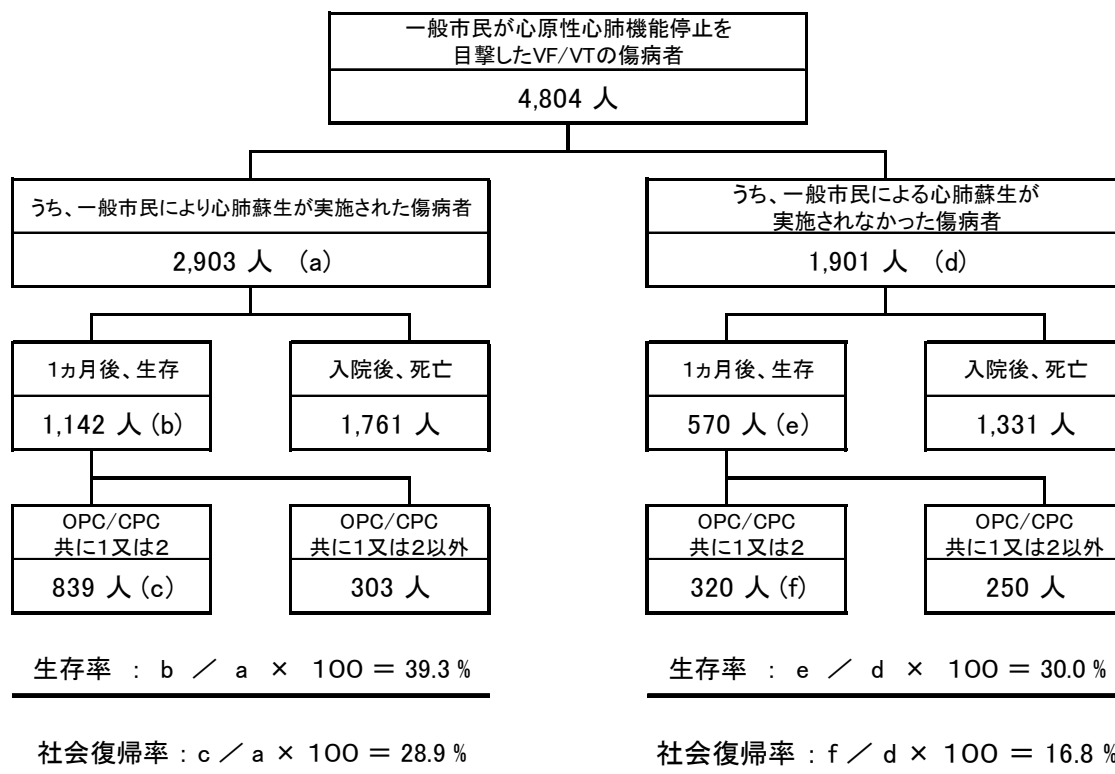 一般市民が心原性心肺機能停止を
目撃したVF/VTの傷病者
4,804 人
うち、一般市民により心肺蘇生が実施された傷病者
2,903 人 (a)
うち、一般市民による心肺蘇生が
実施されなかった傷病者
1,901 人 (d)
1ヵ月後、生存
1,142 人 (b)
入院後、死亡
1,761 人
1ヵ月後、生存
570 人 (e)
入院後、死亡
1,331 人
OPC/CPC
共に1又は2
839 人 (c)
OPC/CPC
共に1又は2以外
303 人
OPC/CPC
共に1又は2
320 人 (f)
OPC/CPC
共に1又は2以外
250 人
生存率 : b / a × 100 = 39.3 %
生存率 : e / d × 100 = 30.0 %
社会復帰率 : c / a × 100 = 28.9 %
社会復帰率 : f / d × 100 = 16.8 %